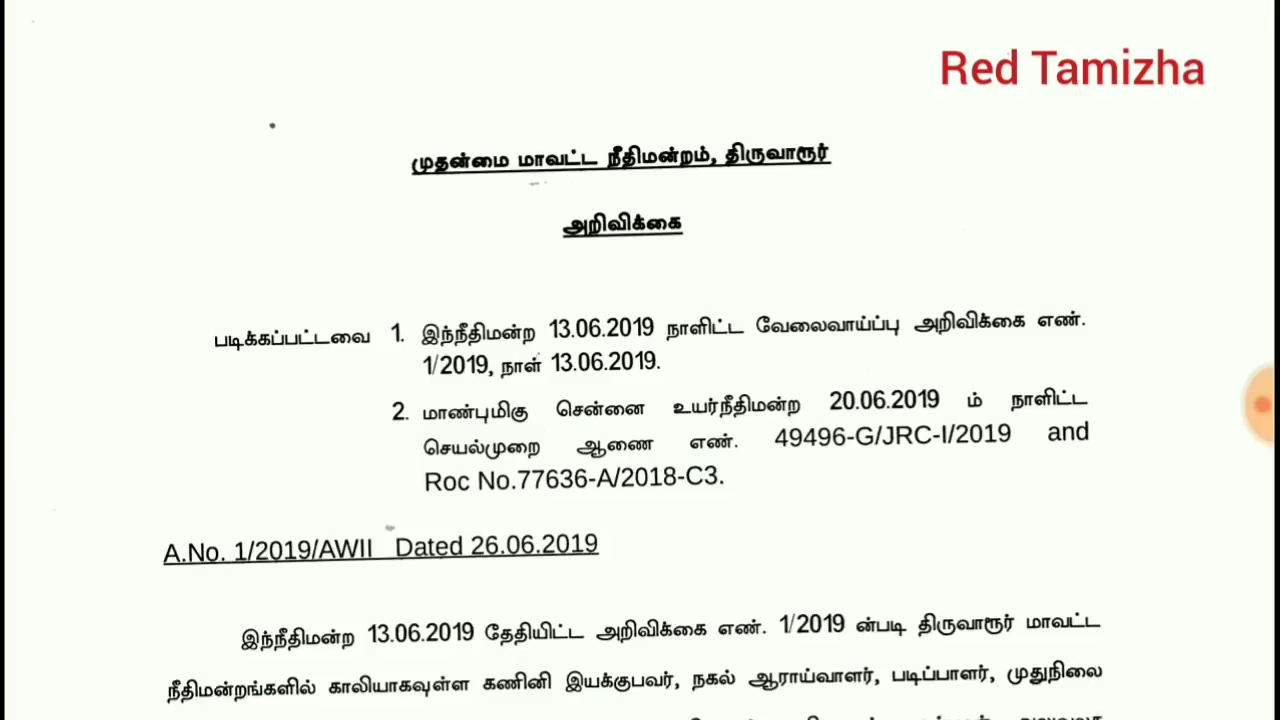 Red Tamizha
முதன்மை மாவட்ட நீதிமன்றம், திருவாரூர்
அறிவிக்கை
படிக்கப்பட்டவை 1. இந்நீதிமன்ற 13.06.2019 நாளிட்ட வேலைவாய்ப்பு அறிவிக்கை எண்.
1/2019, நாள் 13.06.2019.
2. மாண்புமிகு சென்னை உயர்நீதிமன்ற 20.06.2019 ம் நாளிட்ட
செயல்முறை ஆணை எண். 49496-G/JRC-I/2019 and
Roc No.77636-A/2018-C3.
A.No. 1/2019/AWII Dated 26.06.2019
இந்நீதிமன்ற 13.06.2019 தேதியிட்ட அறிவிக்கை எண். 1/2019 ன்படி திருவாரூர் மாவட்ட
நீதிமன்றங்களில் காலியாகவுள்ள கணினி இயக்குபவர், நகல் ஆராய்வாளர், படிப்பாளர், முதுநிலை